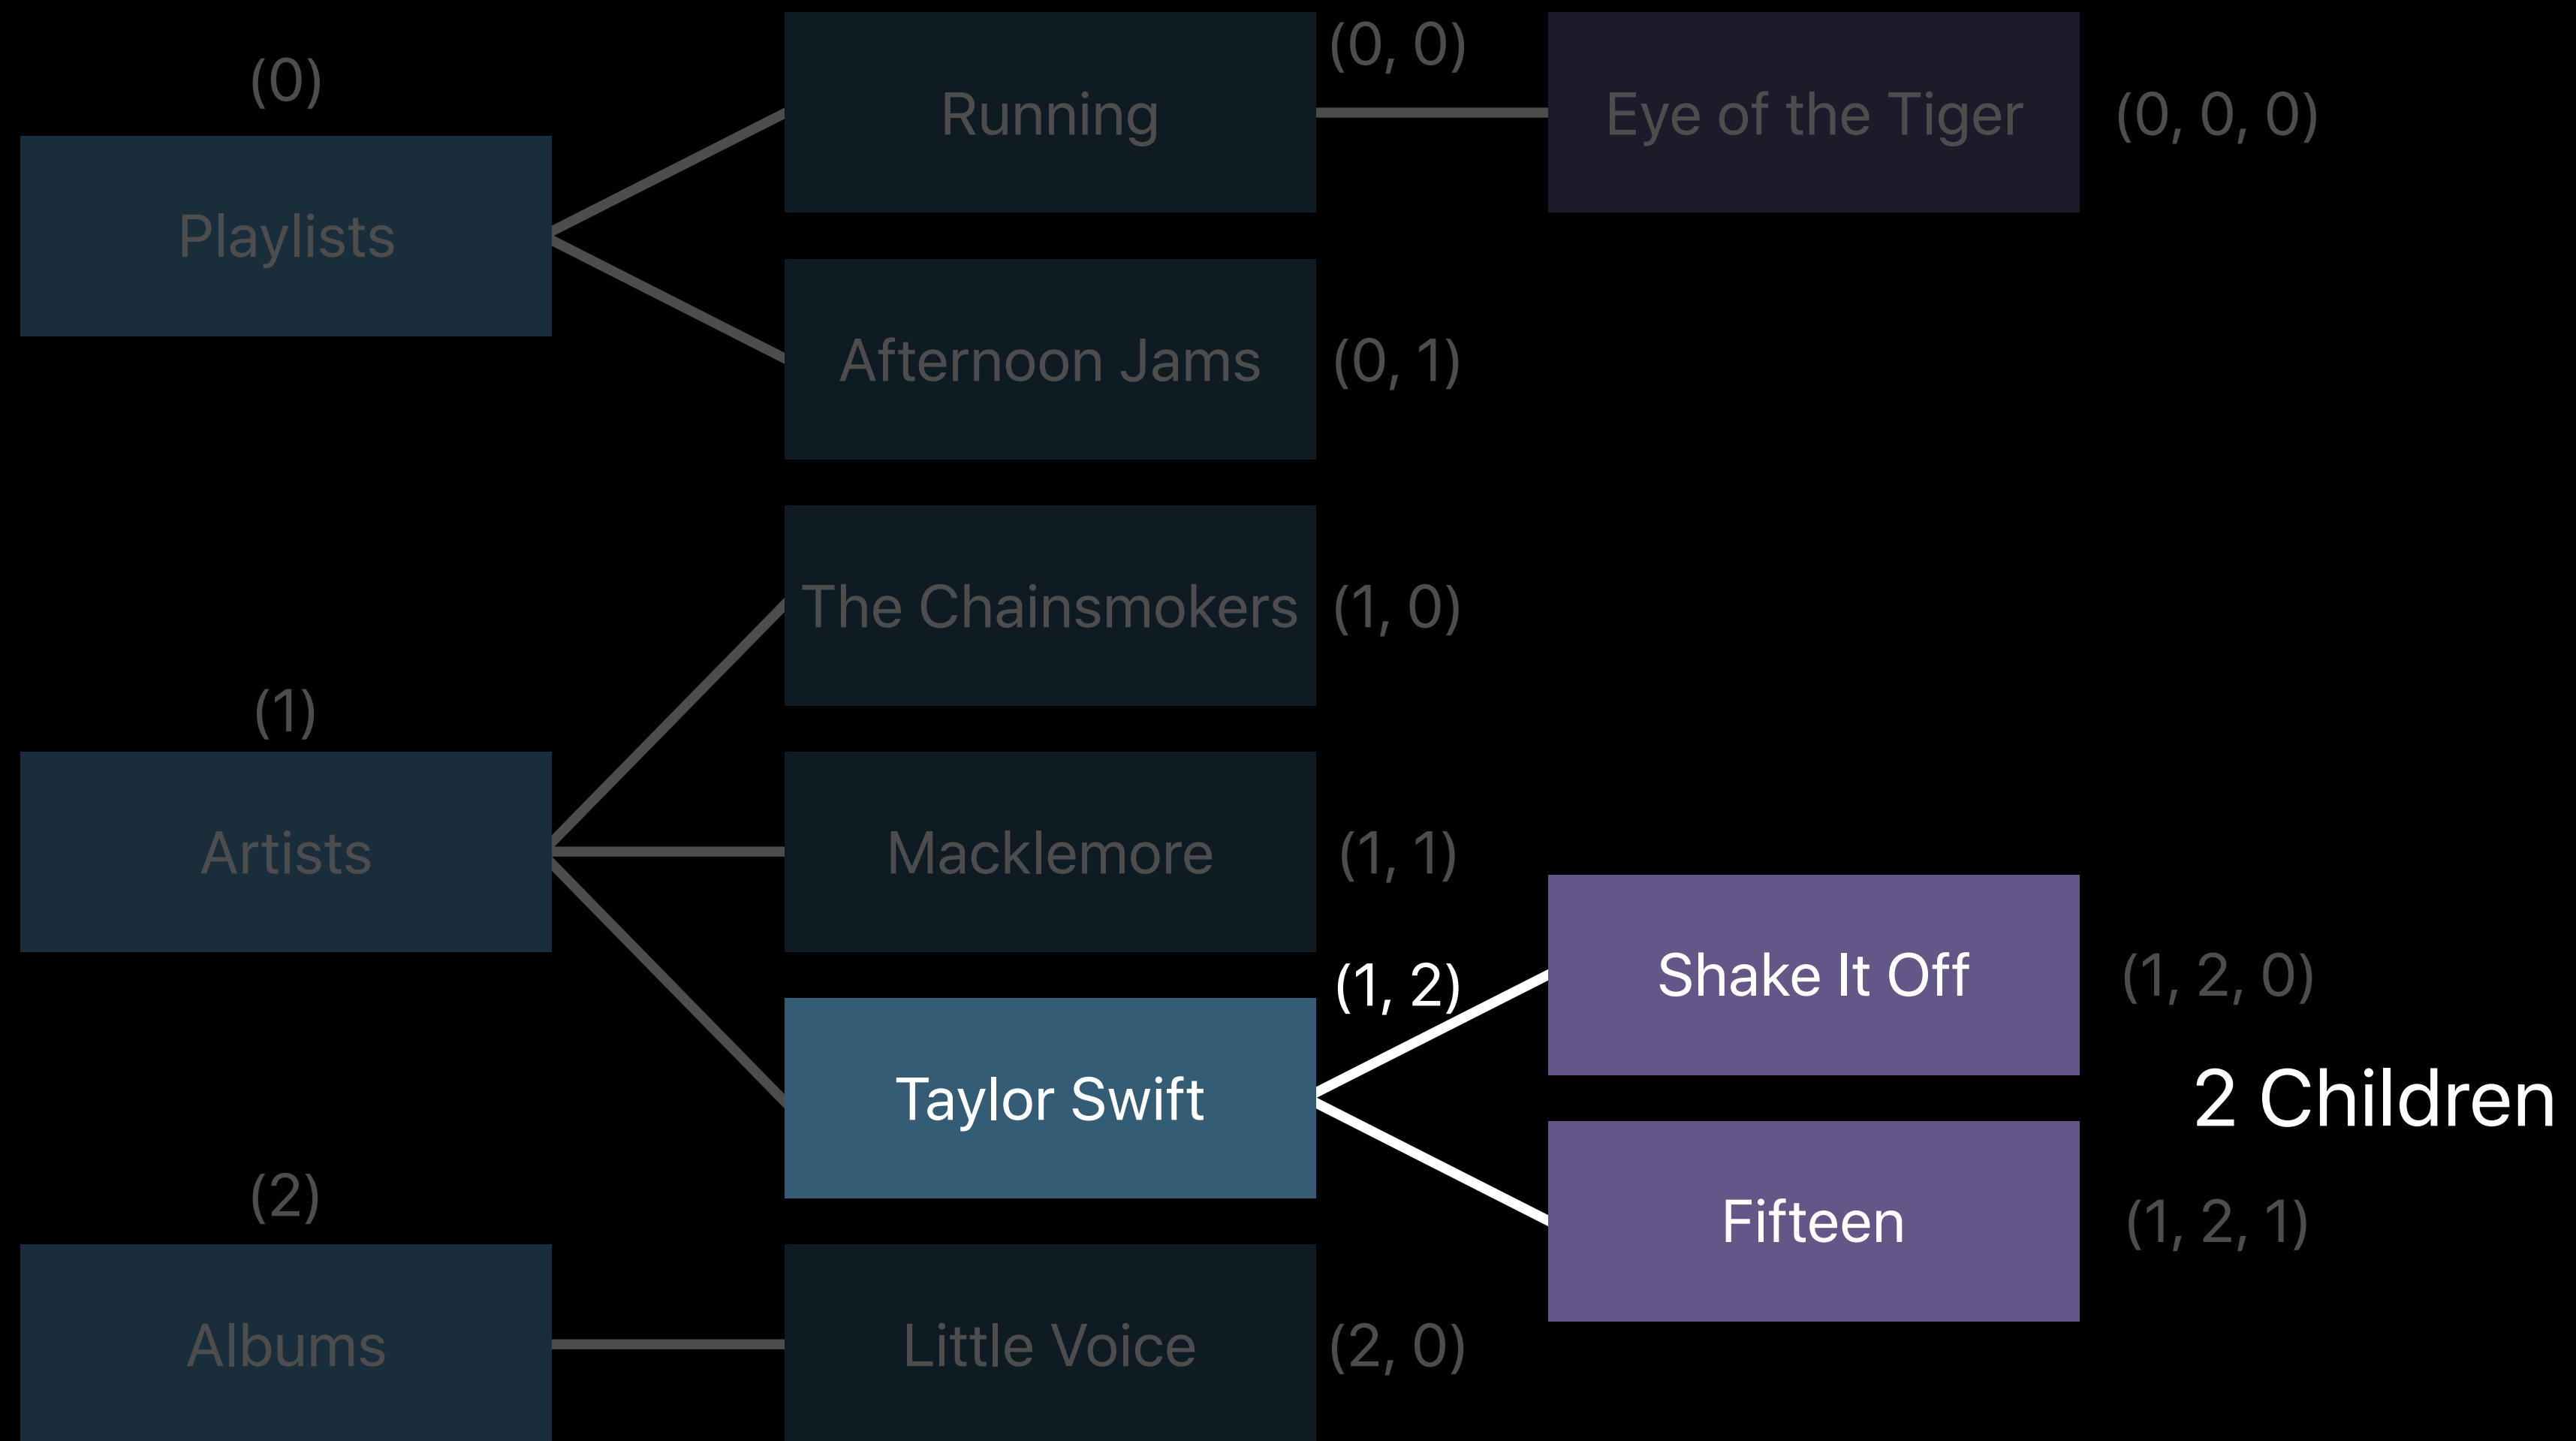 (0)
Playlists
Running
(0, 0)
Eye of the Tiger
(0, 0, 0)
Afternoon Jams
(0, 1)
(1)
Artists
The Chainsmokers
(1, 0)
Macklemore
(1, 1)
Taylor Swift
(1, 2)
Shake It Off
(1, 2, 0)
2 Children
Fifteen
(1, 2, 1)
(2)
Albums
Little Voice
(2, 0)